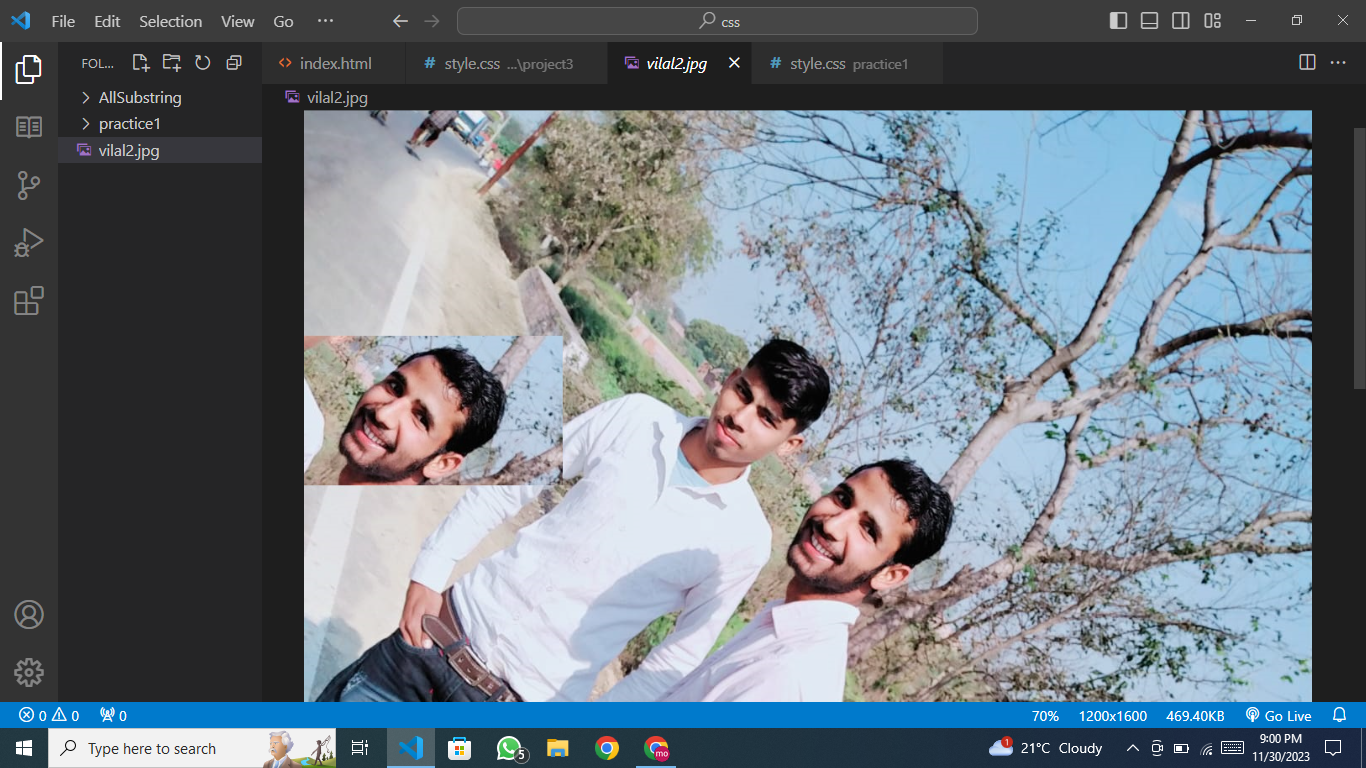 File Edit Selection View Go ··· css
FOL... index.html style.css ...\project3 vilal2.jpg style.css practice1
AllSubstring
practice1
vilal2.jpg
vilal2.jpg
0 0 0 70% 1200x1600 469.40KB Go Live
Type here to search 5 mo 1 21°C Cloudy 9:00 PM
11/30/2023